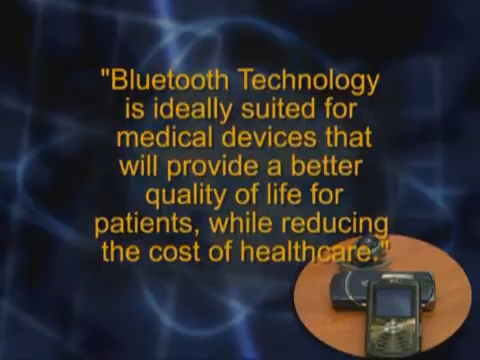 "Bluetooth Technology
is ideally suited for
medical devices that
will provide a better
quality of life for
patients, while reducing
the cost of healthcare."